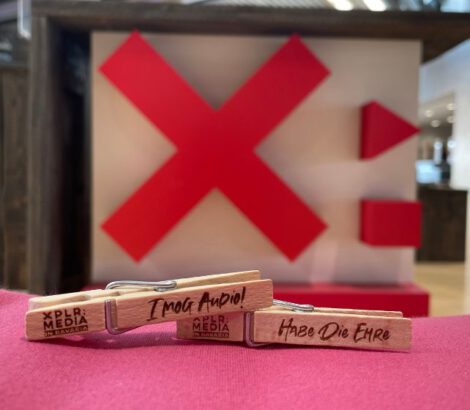 XPLR:
MEDIA
IN BAVARIA
I mog Audio!
XPLR:
MEDIA
IN BAVARIA
Habe Die Ehre